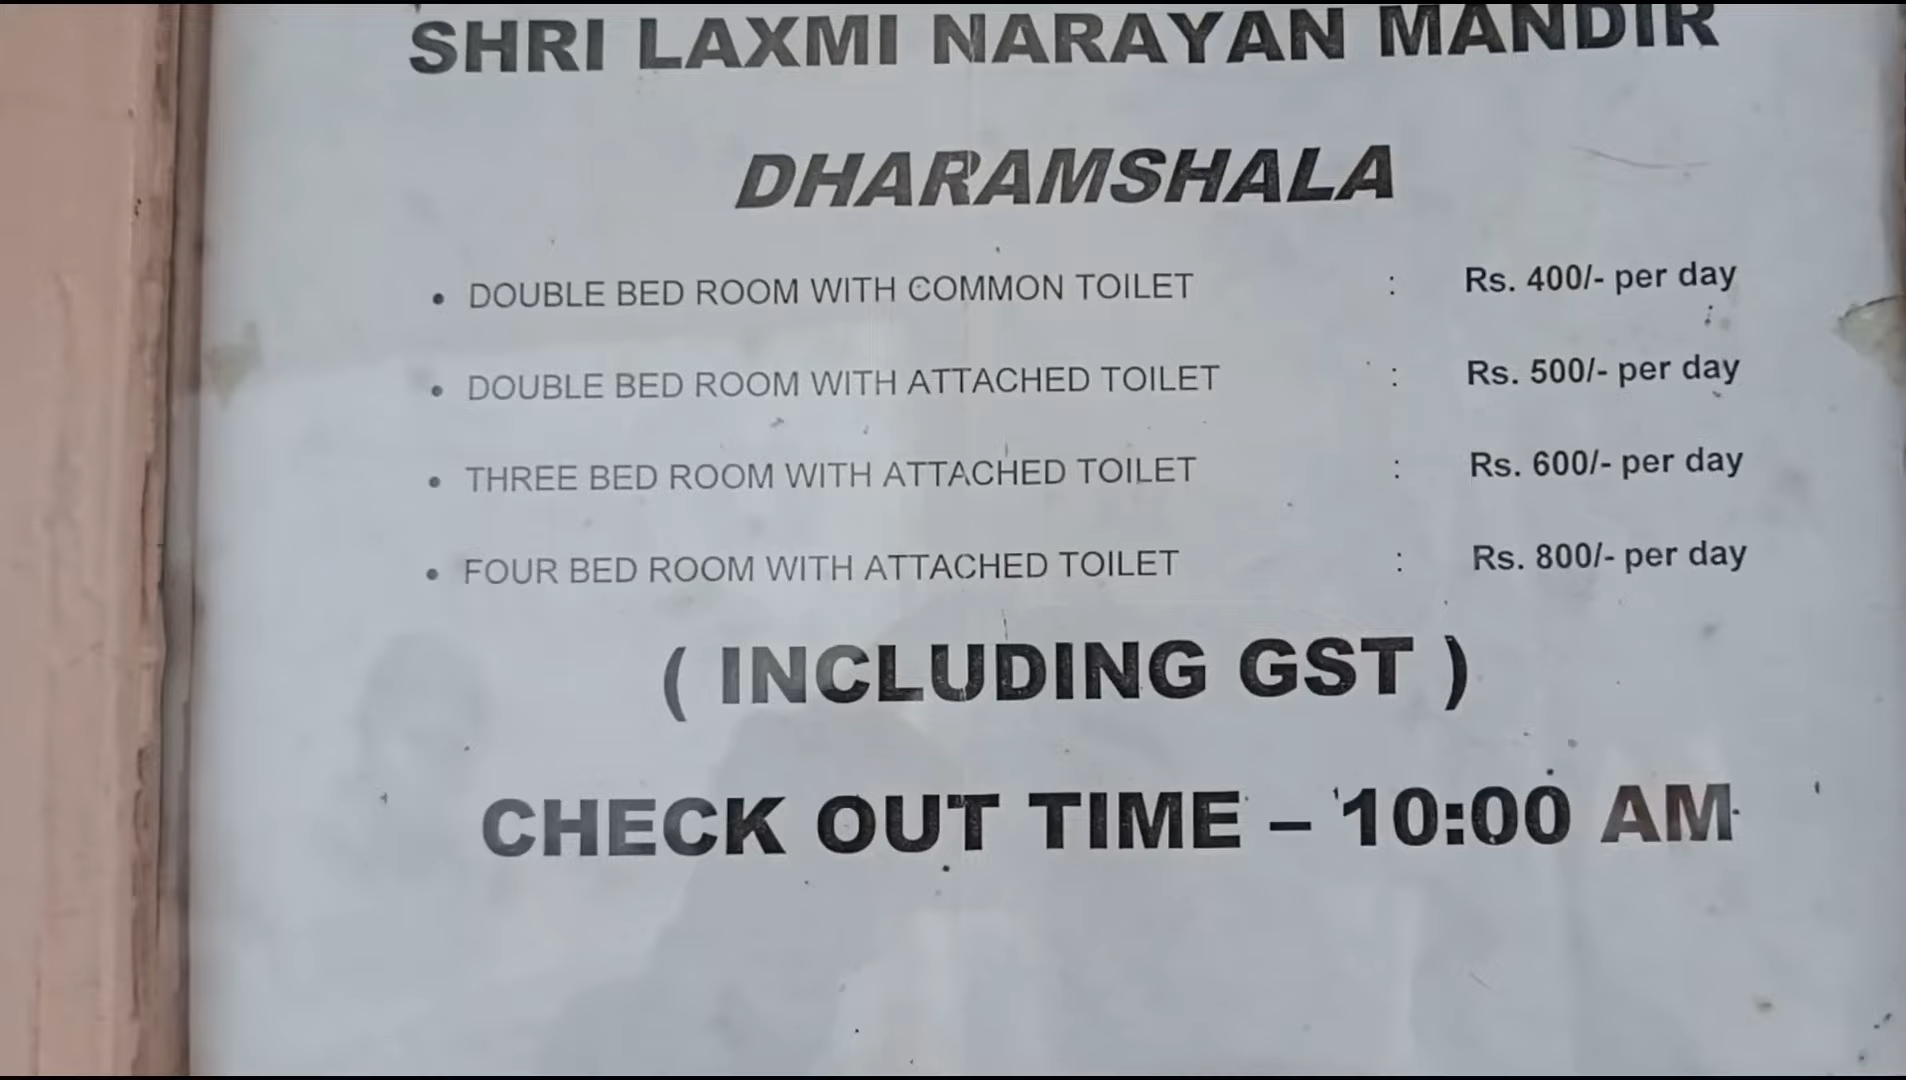 SHRI LAXMI NARAYAN MANDIR
DHARAMSHALA
• DOUBLE BED ROOM WITH COMMON TOILET : Rs. 400/- per day
• DOUBLE BED ROOM WITH ATTACHED TOILET : Rs. 500/- per day
• THREE BED ROOM WITH ATTACHED TOILET : Rs. 600/- per day
• FOUR BED ROOM WITH ATTACHED TOILET : Rs. 800/- per day
( INCLUDING GST )
CHECK OUT TIME – 10:00 AM